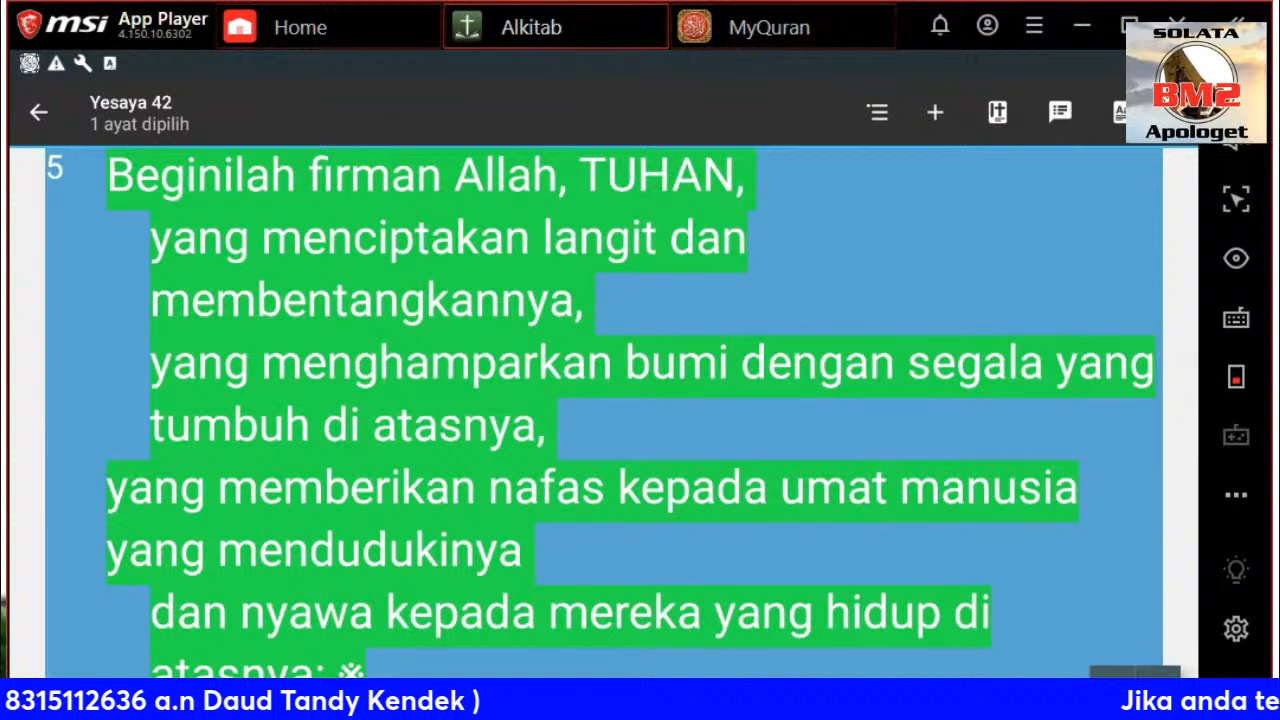 msi App Player
4.150.10.6302
Home
Alkitab
MyQuran
SOLATA
BM2
Apologet
Yesaya 42
1 ayat dipilih
5 Beginilah firman Allah, TUHAN,
yang menciptakan langit dan
membentangkannya,
yang menghamparkan bumi dengan segala yang
tumbuh di atasnya,
yang memberikan nafas kepada umat manusia
yang mendudukinya
dan nyawa kepada mereka yang hidup di
atasnya: ※
8315112636 a.n Daud Tandy Kendek )
Jika anda te